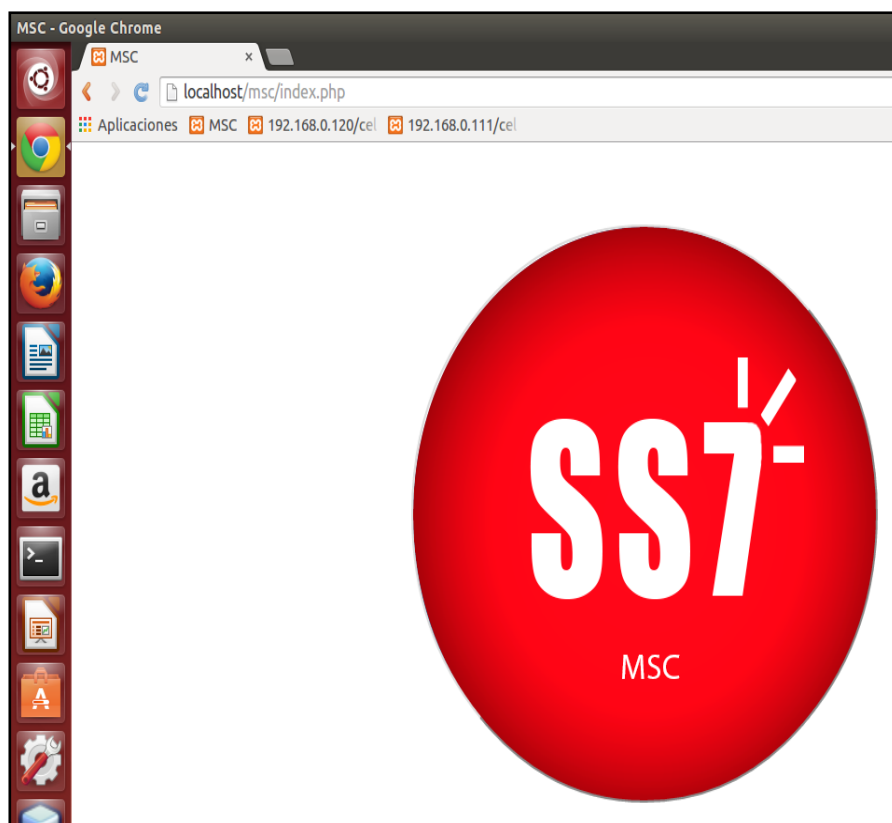 MSC - Google Chrome
MSC
localhost/msc/index.php
Aplicaciones MSC 192.168.0.120/cel 192.168.0.111/cel
SS7
MSC